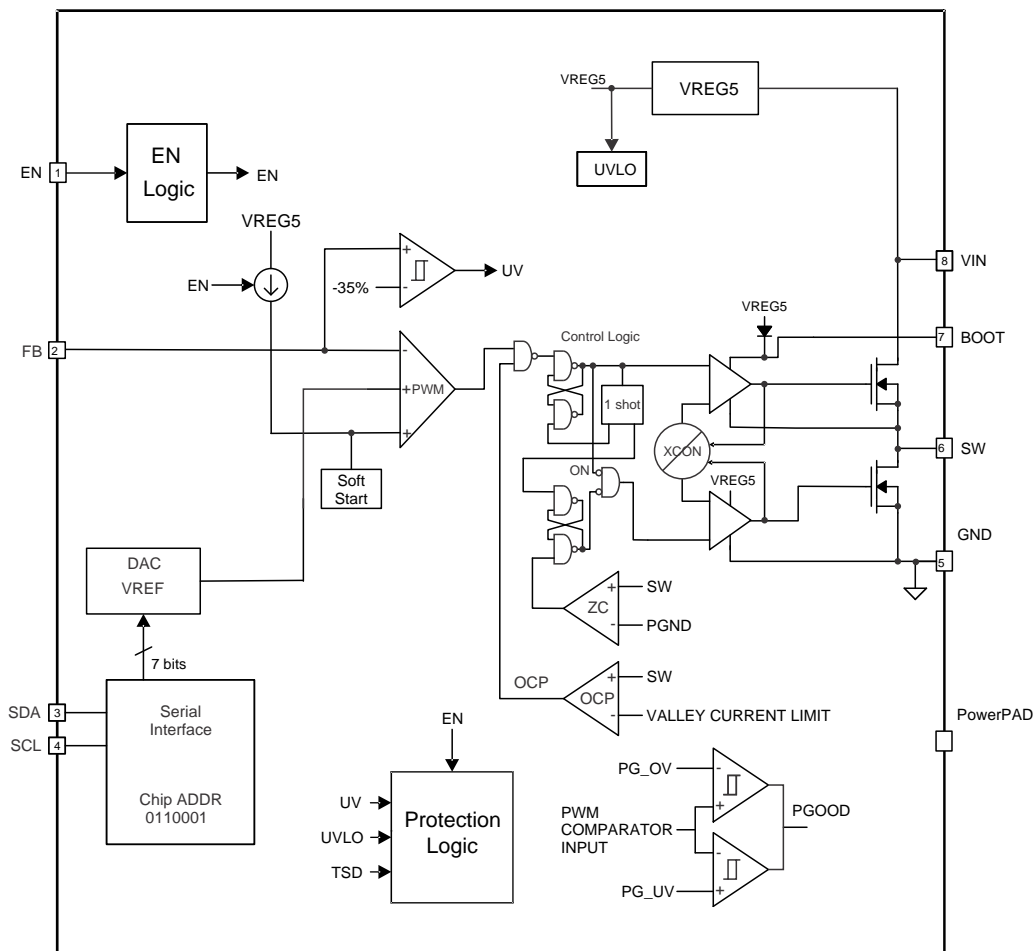 VREG5
VREG5
UVLO
EN
1
EN
Logic
EN
VREG5
EN
+
-
-35%
UV
VIN
8
FB
2
-
+
+
PWM
Soft
Start
Control Logic
1 shot
VREG5
BOOT
7
XCON
ON
VREG5
SW
6
GND
5
DAC
VREF
7 bits
ZC
+
-
SW
PGND
SDA
3
SCL
4
Serial
Interface
Chip ADDR
0110001
OCP
OCP
+
-
SW
VALLEY CURRENT LIMIT
PowerPAD
EN
UV
UVLO
TSD
Protection
Logic
PG_OV
-
+
PWM
COMPARATOR
INPUT
-
+
PG_UV
PGOOD